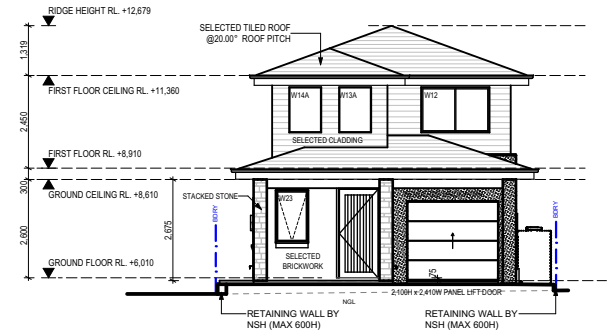 RIDGE HEIGHT RL. +12,679
1,319
SELECTED TILED ROOF
@20.00° ROOF PITCH
FIRST FLOOR CEILING RL. +11,360
2,450
W14A
W13A
W12
SELECTED CLADDING
FIRST FLOOR RL. +8,910
300
GROUND CEILING RL. +8,610
STACKED STONE
2,600
2,675
W23
BDRY
BDRY
SELECTED
BRICKWORK
GROUND FLOOR RL. +6,010
75
2,100H x 2,410W PANEL LIFT DOOR
NGL
RETAINING WALL BY
NSH (MAX 600H)
RETAINING WALL BY
NSH (MAX 600H)